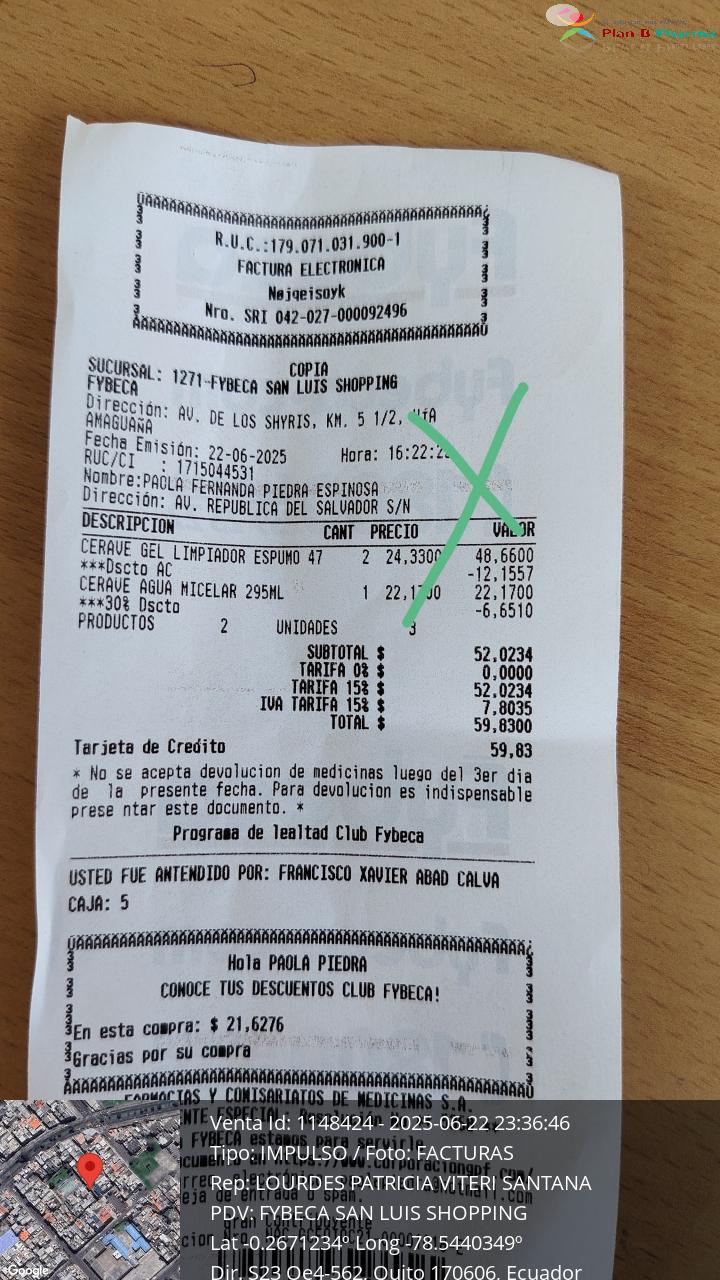 Plan B Pharma
R.U.C.:179.071.031.900-1
FACTURA ELECTRONICA
Nøjqeisoyk
Nro. SRI 042-027-000092496
COPIA
SUCURSAL: 1271-FYBECA SAN LUIS SHOPPING
FYBECA
Dirección: AV. DE LOS SHYRIS, KM. 5 1/2, VíA
AMAGUAñA
Fecha Emisión: 22-06-2025 Hora: 16:22:2
RUC/CI : 1715044531
Nombre:PAOLA FERNANDA PIEDRA ESPINOSA
Dirección: AV. REPUBLICA DEL SALVADOR S/N
DESCRIPCION CANT PRECIO VALOR
CERAVE GEL LIMPIADOR ESPUMO 47 2 24,3300 48,6600
***Dscto AC -12,1557
CERAVE AGUA MICELAR 295ML 1 22,1700 22,1700
***30% Dscto -6,6510
PRODUCTOS 2 UNIDADES 3
SUBTOTAL $ 52,0234
TARIFA 0% $ 0,0000
TARIFA 15% $ 52,0234
IVA TARIFA 15% $ 7,8035
TOTAL $ 59,8300
Tarjeta de Credito 59,83
* No se acepta devolucion de medicinas luego del 3er dia
de la presente fecha. Para devolucion es indispensable
prese ntar este documento. *
Programa de lealtad Club Fybeca
USTED FUE ANTENDIDO POR: FRANCISCO XAVIER ABAD CALVA
CAJA: 5
Hola PAOLA PIEDRA
CONOCE TUS DESCUENTOS CLUB FYBECA!
En esta compra: $ 21,6276
Gracias por su compra
FARMACIAS Y COMISARIATOS DE MEDICINAS S.A.
FYBECA estamos para servirle
Venta Id: 1148424 - 2025-06-22 23:36:46
Tipo: IMPULSO / Foto: FACTURAS
Rep: LOURDES PATRICIA VITERI SANTANA
PDV: FYBECA SAN LUIS SHOPPING
Lat -0.2671234º Long -78.5440349º
Dir. S23 Oe4-562, Quito 170606, Ecuador
Google